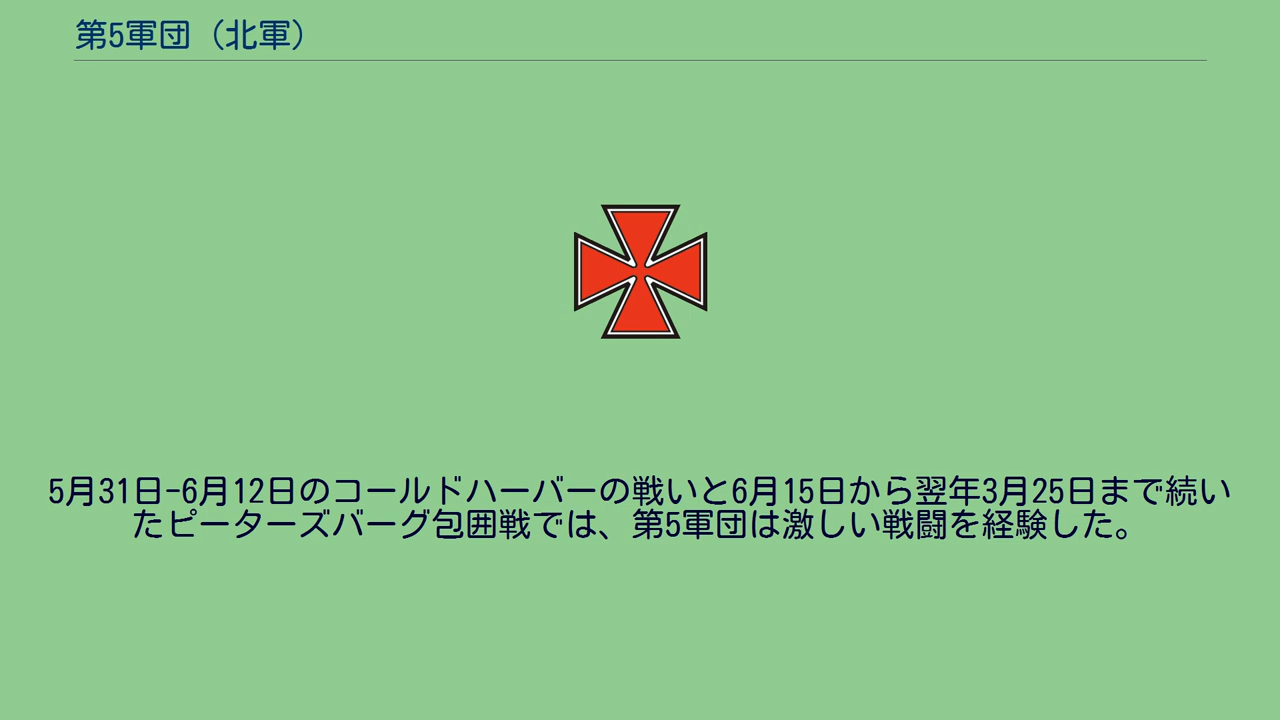 第5軍団（北軍）
5月31日-6月12日のコールドハーバーの戦いと6月15日から翌年3月25日まで続い
たピーターズバーグ包囲戦では、第5軍団は激しい戦闘を経験した。